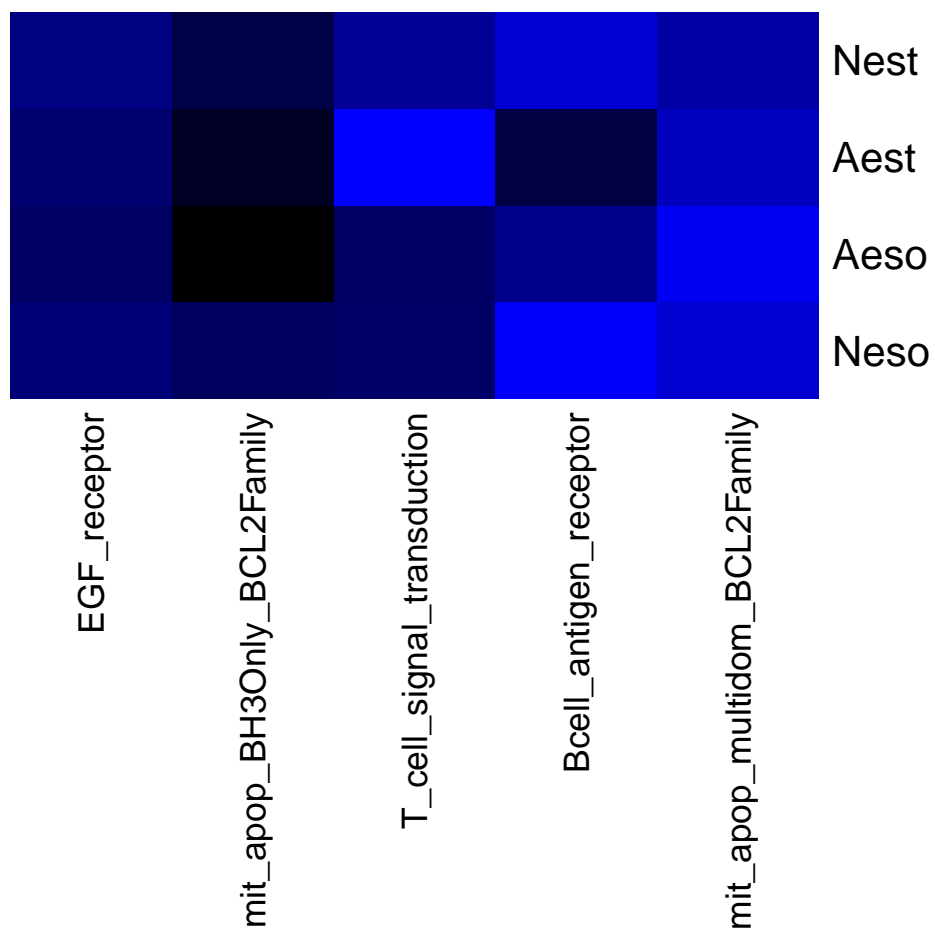 Nest
Aest
Aeso
Neso
EGF_receptor
mit_apop_BH3Only_BCL2Family
T_cell_signal_transduction
Bcell_antigen_receptor
mit_apop_multidom_BCL2Family